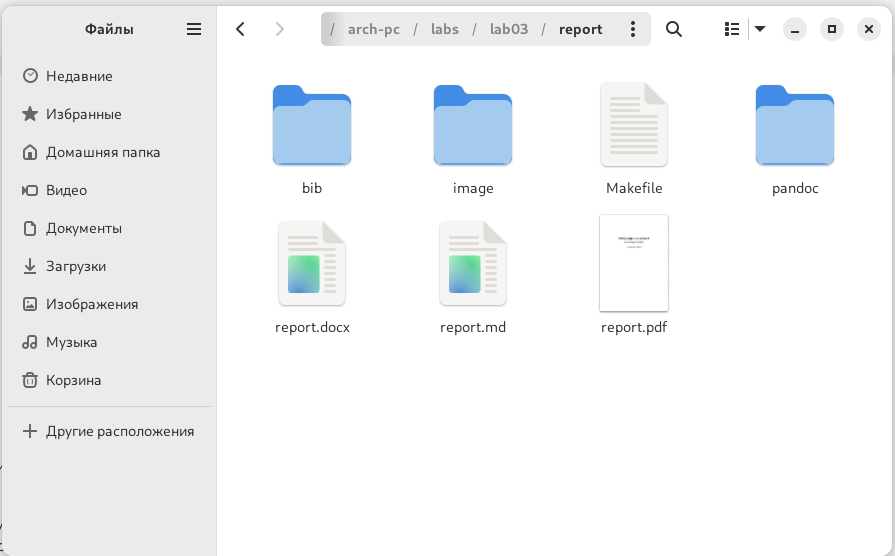 Файлы
/ arch-pc / labs / lab03 / report
Недавние
Избранные
Домашняя папка
Видео
Документы
Загрузки
Изображения
Музыка
Корзина
Другие расположения
bib
image
Makefile
pandoc
report.docx
report.md
report.pdf